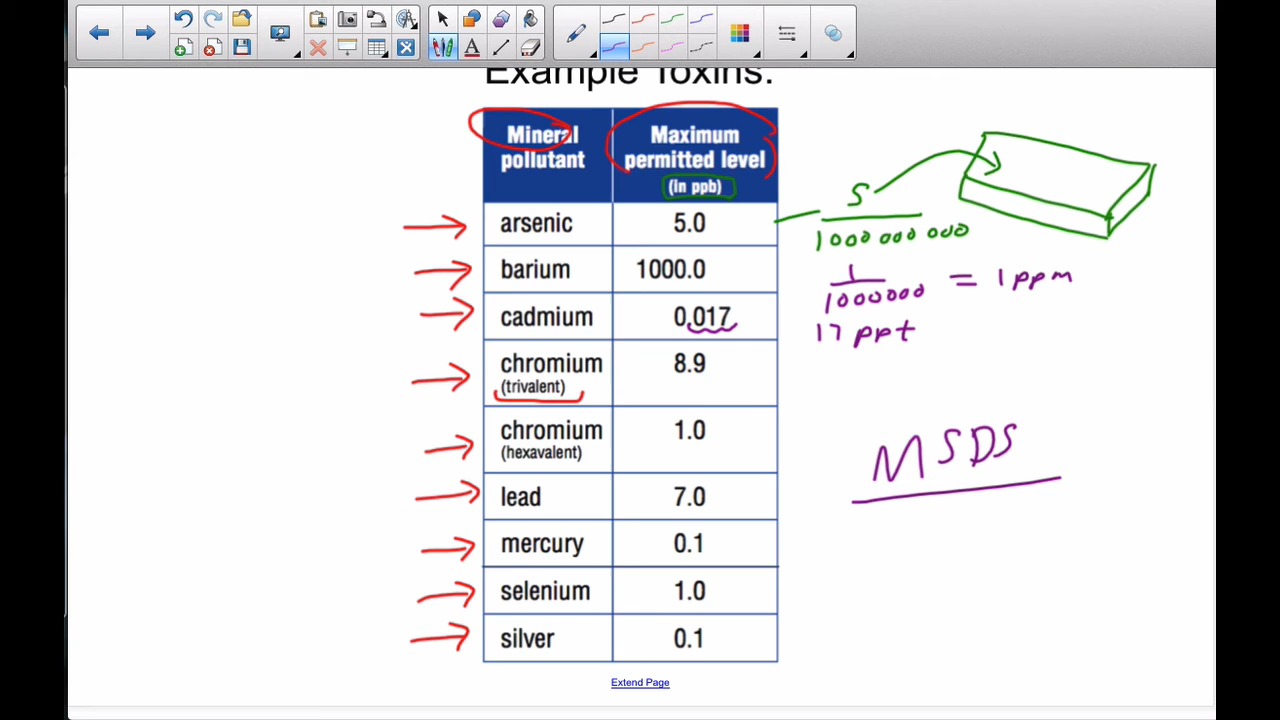 Example Toxins:
Mineral pollutant
Maximum permitted level
(In ppb)
arsenic 5.0
barium 1000.0
cadmium 0.017
chromium (trivalent) 8.9
chromium (hexavalent) 1.0
lead 7.0
mercury 0.1
selenium 1.0
silver 0.1
5
1000 000 000
1
1000000 = 1 ppm
17 ppt
MSDS
Extend Page